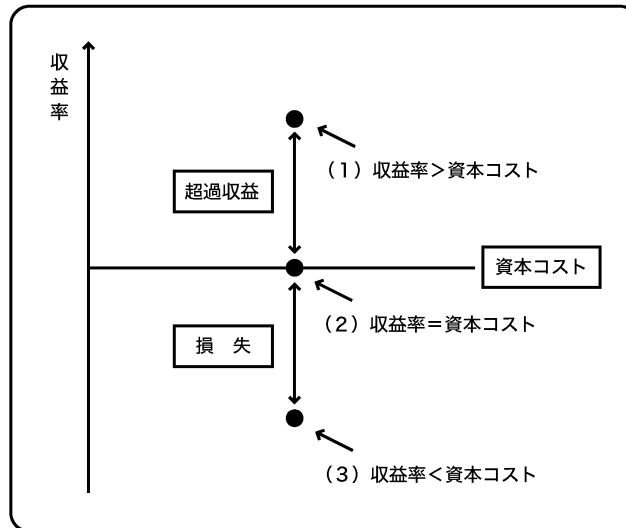 収益率
（1）収益率＞資本コスト
超過収益
資本コスト
（2）収益率＝資本コスト
損　失
（3）収益率＜資本コスト